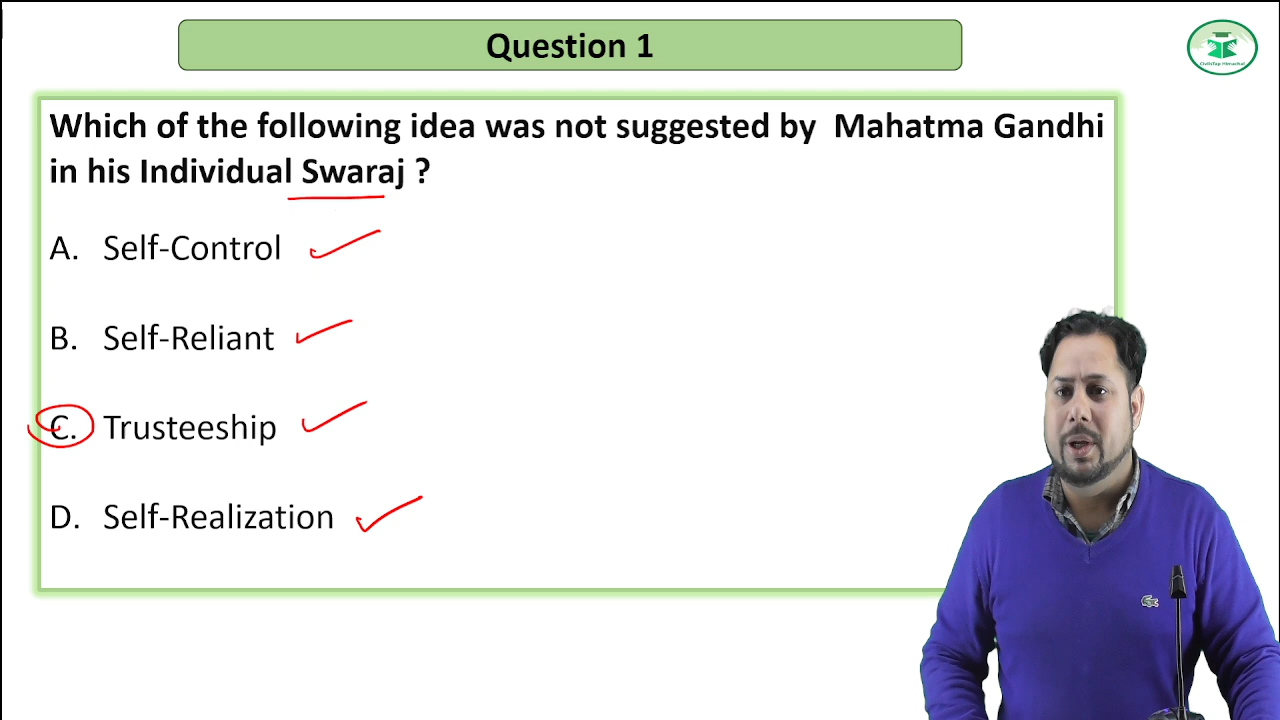 Question 1
Which of the following idea was not suggested by Mahatma Gandhi
in his Individual Swaraj ?
A. Self-Control
B. Self-Reliant
C. Trusteeship
D. Self-Realization